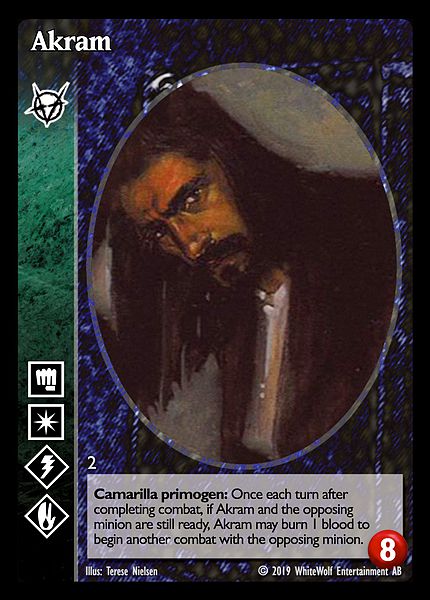 Akram
2
Camarilla primogen: Once each turn after
completing combat, if Akram and the opposing
minion are still ready, Akram may burn 1 blood to
begin another combat with the opposing minion.
8
Illus: Terese Nielsen © 2019 WhiteWolf Entertainment AB